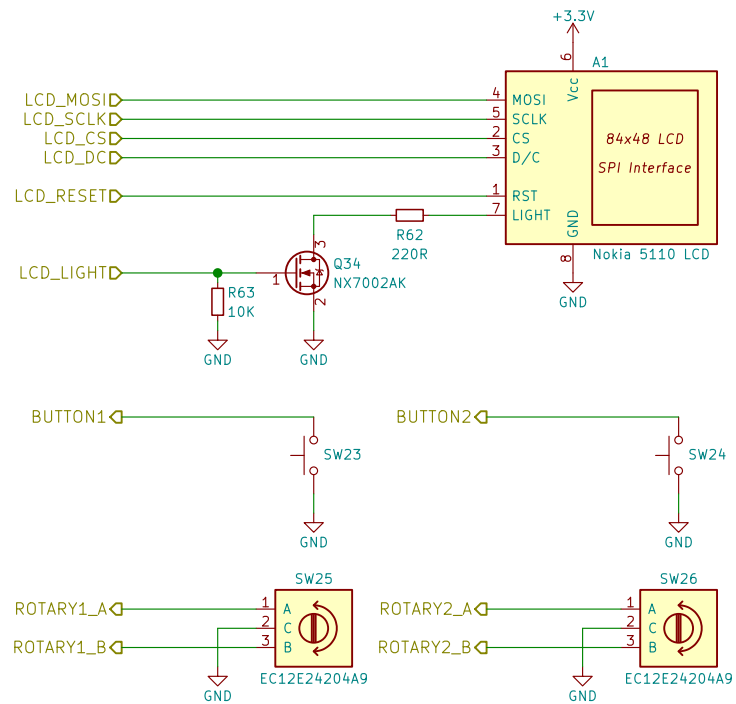 +3.3V
6
A1
Vcc
LCD_MOSI
4
MOSI
LCD_SCLK
5
SCLK
LCD_CS
2
CS
LCD_DC
3
D/C
84x48 LCD
SPI Interface
LCD_RESET
1
RST
7
LIGHT
R62
220R
GND
8
Nokia 5110 LCD
GND
LCD_LIGHT
1
3
2
Q34
NX7002AK
R63
10K
GND
GND
BUTTON1
SW23
GND
BUTTON2
SW24
GND
SW25
ROTARY1_A
1
A
2
C
ROTARY1_B
3
B
EC12E24204A9
GND
SW26
ROTARY2_A
1
A
2
C
ROTARY2_B
3
B
EC12E24204A9
GND